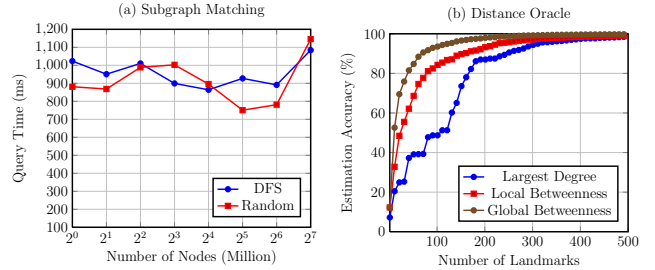 (a) Subgraph Matching
Query Time (ms)
1,200
1,100
1,000
900
800
700
600
500
400
300
200
100
DFS
Random
2^0 2^1 2^2 2^3 2^4 2^5 2^6 2^7
Number of Nodes (Million)
(b) Distance Oracle
Estimation Accuracy (%)
100
80
60
40
20
0
Largest Degree
Local Betweenness
Global Betweenness
100 200 300 400 500
Number of Landmarks